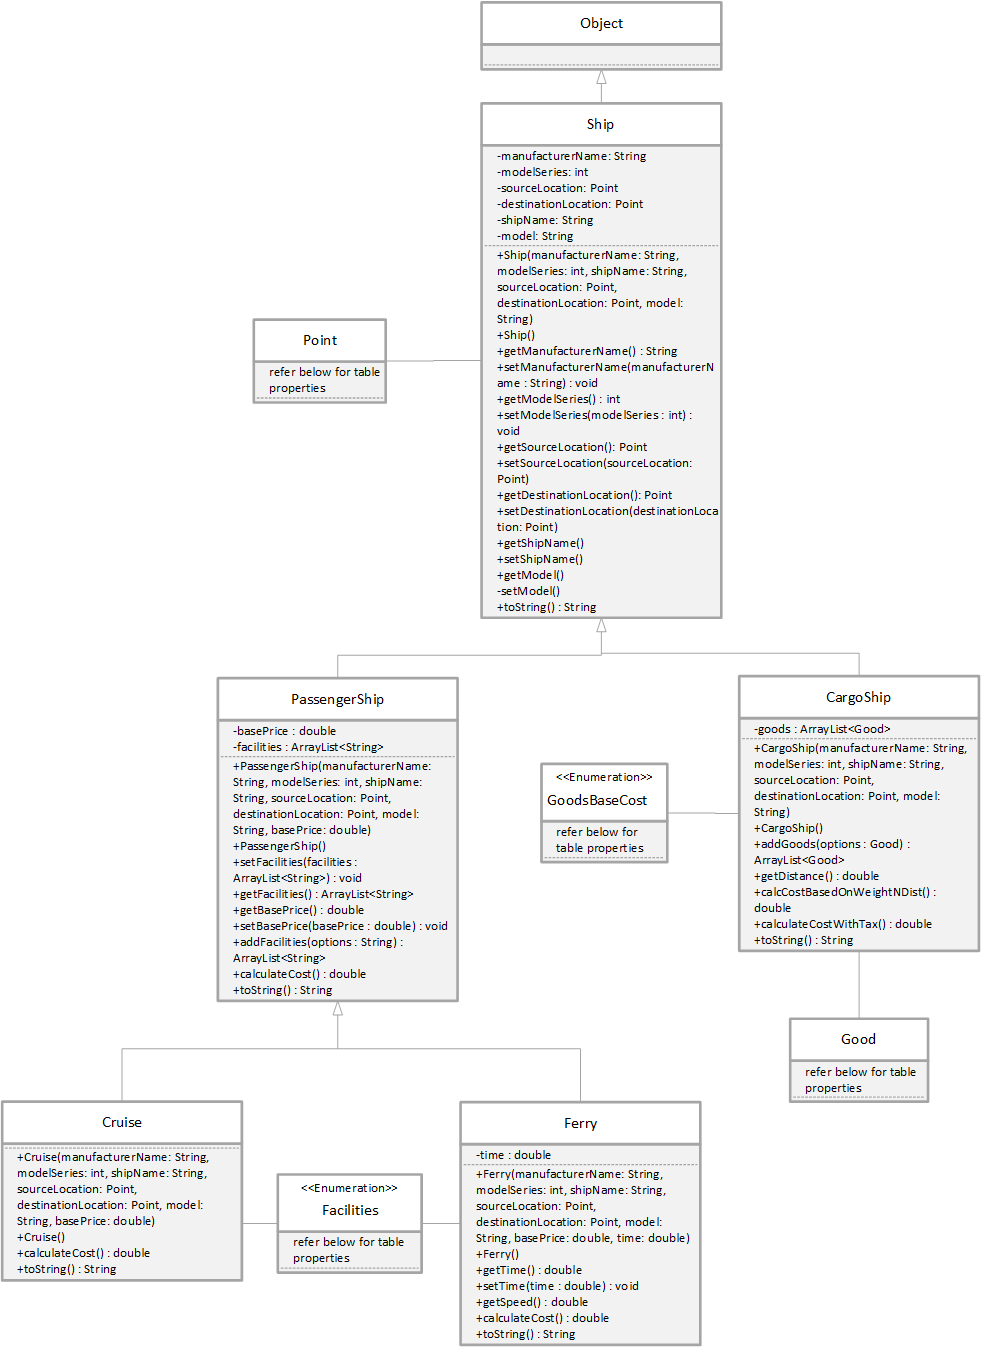 Object
Ship
-manufacturerName: String
-modelSeries: int
-sourceLocation: Point
-destinationLocation: Point
-shipName: String
-model: String
+Ship(manufacturerName: String,
modelSeries: int, shipName: String,
sourceLocation: Point,
destinationLocation: Point, model:
String)
+Ship()
+getManufacturerName() : String
+setManufacturerName(manufacturerN
ame : String) : void
+getModelSeries() : int
+setModelSeries(modelSeries : int) :
void
+getSourceLocation(): Point
+setSourceLocation(sourceLocation:
Point)
+getDestinationLocation(): Point
+setDestinationLocation(destinationLoca
tion: Point)
+getShipName()
+setShipName()
+getModel()
-setModel()
+toString() : String
Point
refer below for table
properties
PassengerShip
-basePrice : double
-facilities : ArrayList<String>
+PassengerShip(manufacturerName:
String, modelSeries: int, shipName:
String, sourceLocation: Point,
destinationLocation: Point, model:
String, basePrice: double)
+PassengerShip()
+setFacilities(facilities :
ArrayList<String>) : void
+getFacilities() : ArrayList<String>
+getBasePrice() : double
+setBasePrice(basePrice : double) : void
+addFacilities(options : String) :
ArrayList<String>
+calculateCost() : double
+toString() : String
<<Enumeration>>
GoodsBaseCost
refer below for
table properties
CargoShip
-goods : ArrayList<Good>
+CargoShip(manufacturerName: String,
modelSeries: int, shipName: String,
sourceLocation: Point,
destinationLocation: Point, model:
String)
+CargoShip()
+addGoods(options : Good) :
ArrayList<Good>
+getDistance() : double
+calcCostBasedOnWeightNDist() :
double
+calculateCostWithTax() : double
+toString() : String
Good
refer below for table
properties
Cruise
+Cruise(manufacturerName: String,
modelSeries: int, shipName: String,
sourceLocation: Point,
destinationLocation: Point, model:
String, basePrice: double)
+Cruise()
+calculateCost() : double
+toString() : String
<<Enumeration>>
Facilities
refer below for table
properties
Ferry
-time : double
+Ferry(manufacturerName: String,
modelSeries: int, shipName: String,
sourceLocation: Point,
destinationLocation: Point, model:
String, basePrice: double, time: double)
+Ferry()
+getTime() : double
+setTime(time : double) : void
+getSpeed() : double
+calculateCost() : double
+toString() : String